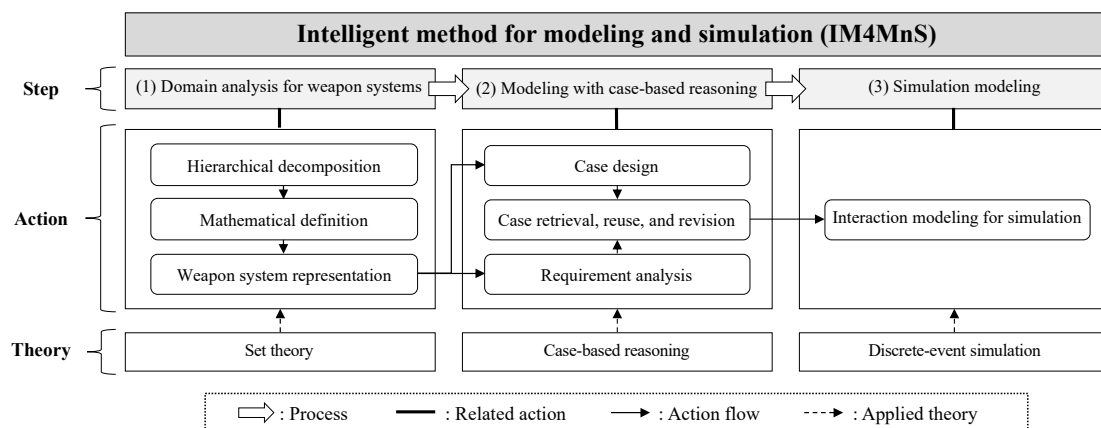 Intelligent method for modeling and simulation (IM4MnS)
Step
(1) Domain analysis for weapon systems
(2) Modeling with case-based reasoning
(3) Simulation modeling
Action
Hierarchical decomposition
Mathematical definition
Weapon system representation
Case design
Case retrieval, reuse, and revision
Requirement analysis
Interaction modeling for simulation
Theory
Set theory
Case-based reasoning
Discrete-event simulation
: Process
: Related action
: Action flow
: Applied theory